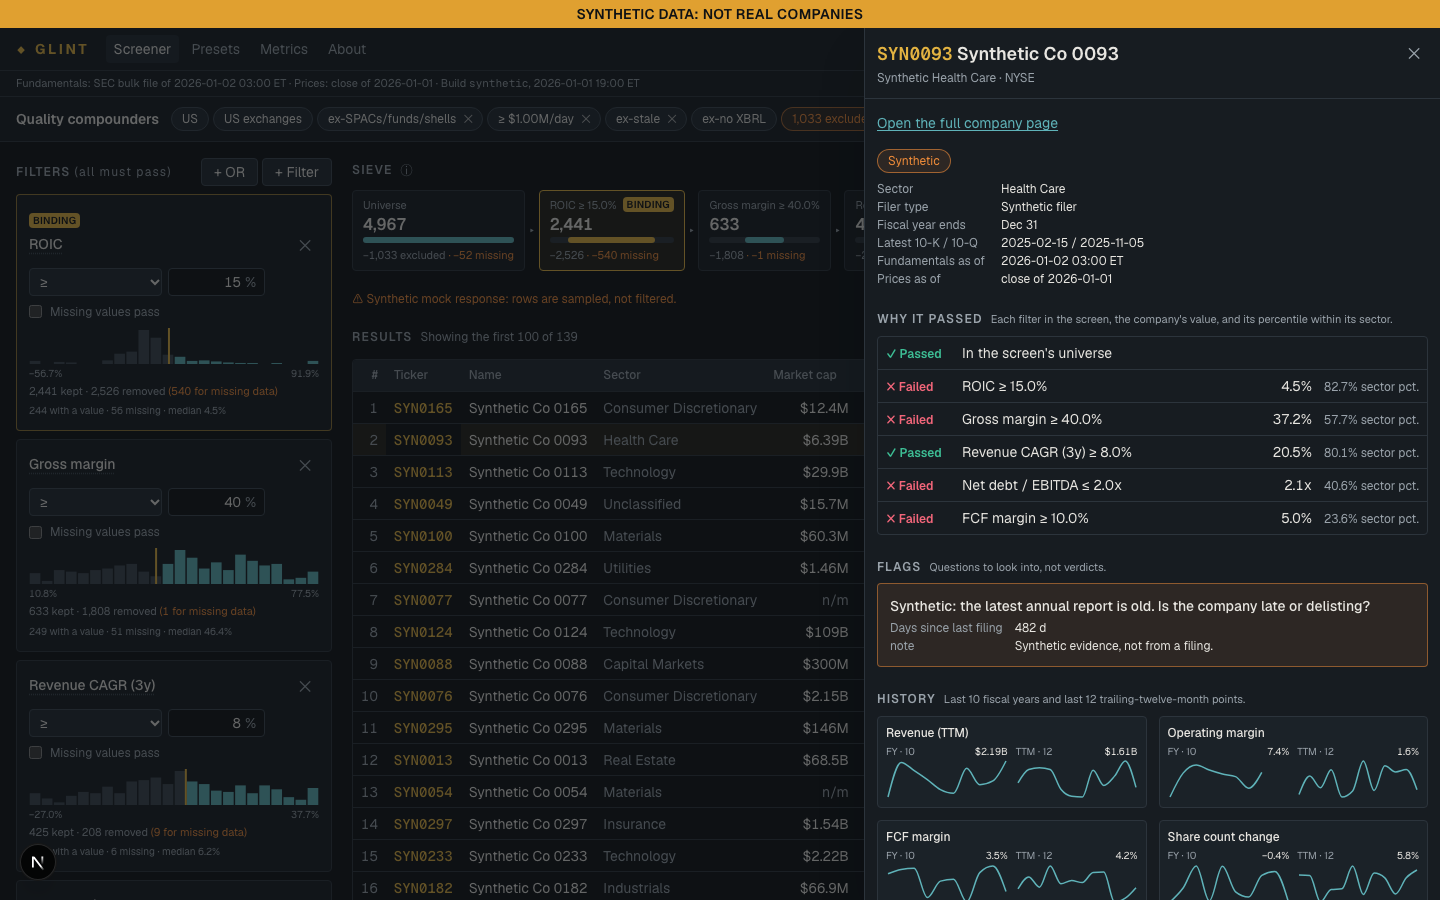 SYNTHETIC DATA: NOT REAL COMPANIES
GLINT Screener Presets Metrics About
Fundamentals: SEC bulk file of 2026-01-02 03:00 ET · Prices: close of 2026-01-01 · Build synthetic, 2026-01-01 19:00 ET
Quality compounders US US exchanges ex-SPACs/funds/shells ≥ $1.00M/day ex-stale ex-no XBRL 1,033 exclude
FILTERS (all must pass) + OR + Filter
BINDING
ROIC
≥ 15 %
Missing values pass
−56.7% 91.9%
2,441 kept · 2,526 removed (540 for missing data)
244 with a value · 56 missing · median 4.5%
Gross margin
≥ 40 %
Missing values pass
10.8% 77.5%
633 kept · 1,808 removed (1 for missing data)
249 with a value · 51 missing · median 46.4%
Revenue CAGR (3y)
≥ 8 %
Missing values pass
−27.0% 37.7%
425 kept · 208 removed (9 for missing data)
with a value · 6 missing · median 6.2%
N
SIEVE
Universe
4,967
−1,033 excluded · −52 missing
ROIC ≥ 15.0% BINDING
2,441
−2,526 · −540 missing
Gross margin ≥ 40.0%
633
−1,808 · −1 missing
⚠ Synthetic mock response: rows are sampled, not filtered.
RESULTS Showing the first 100 of 139
# Ticker Name Sector Market cap
1 SYN0165 Synthetic Co 0165 Consumer Discretionary $12.4M
2 SYN0093 Synthetic Co 0093 Health Care $6.39B
3 SYN0113 Synthetic Co 0113 Technology $29.9B
4 SYN0049 Synthetic Co 0049 Unclassified $15.7M
5 SYN0100 Synthetic Co 0100 Materials $60.3M
6 SYN0284 Synthetic Co 0284 Utilities $1.46M
7 SYN0077 Synthetic Co 0077 Consumer Discretionary n/m
8 SYN0124 Synthetic Co 0124 Technology $109B
9 SYN0088 Synthetic Co 0088 Capital Markets $300M
10 SYN0076 Synthetic Co 0076 Consumer Discretionary $2.15B
11 SYN0295 Synthetic Co 0295 Materials $146M
12 SYN0013 Synthetic Co 0013 Real Estate $68.5B
13 SYN0054 Synthetic Co 0054 Materials n/m
14 SYN0297 Synthetic Co 0297 Insurance $1.54B
15 SYN0233 Synthetic Co 0233 Technology $2.22B
16 SYN0182 Synthetic Co 0182 Industrials $66.9M
SYN0093 Synthetic Co 0093
Synthetic Health Care · NYSE
Open the full company page
Synthetic
Sector Health Care
Filer type Synthetic filer
Fiscal year ends Dec 31
Latest 10-K / 10-Q 2025-02-15 / 2025-11-05
Fundamentals as of 2026-01-02 03:00 ET
Prices as of close of 2026-01-01
WHY IT PASSED Each filter in the screen, the company's value, and its percentile within its sector.
✓ Passed In the screen's universe
✕ Failed ROIC ≥ 15.0% 4.5% 82.7% sector pct.
✕ Failed Gross margin ≥ 40.0% 37.2% 57.7% sector pct.
✓ Passed Revenue CAGR (3y) ≥ 8.0% 20.5% 80.1% sector pct.
✕ Failed Net debt / EBITDA ≤ 2.0x 2.1x 40.6% sector pct.
✕ Failed FCF margin ≥ 10.0% 5.0% 23.6% sector pct.
FLAGS Questions to look into, not verdicts.
Synthetic: the latest annual report is old. Is the company late or delisting?
Days since last filing 482 d
note Synthetic evidence, not from a filing.
HISTORY Last 10 fiscal years and last 12 trailing-twelve-month points.
Revenue (TTM)
FY · 10 $2.19B TTM · 12 $1.61B
Operating margin
FY · 10 7.4% TTM · 12 1.6%
FCF margin
FY · 10 3.5% TTM · 12 4.2%
Share count change
FY · 10 −0.4% TTM · 12 5.8%